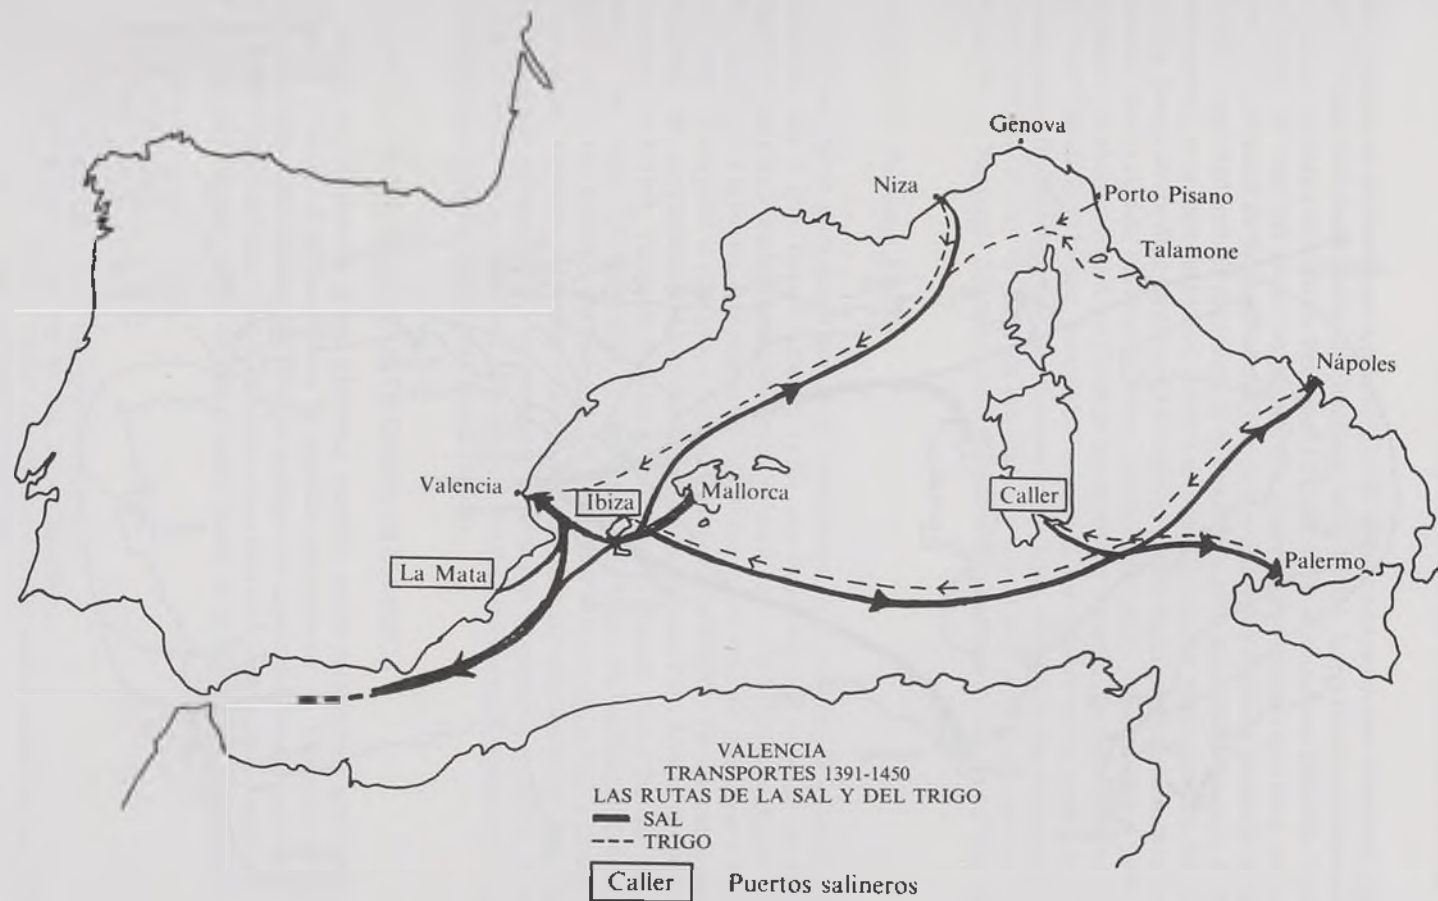 Genova
Niza
Porto Pisano
Talamone
Nápoles
Valencia
Ibiza
Mallorca
Caller
La Mata
Palermo
VALENCIA
TRANSPORTES 1391-1450
LAS RUTAS DE LA SAL Y DEL TRIGO
SAL
TRIGO
Caller Puertos salineros